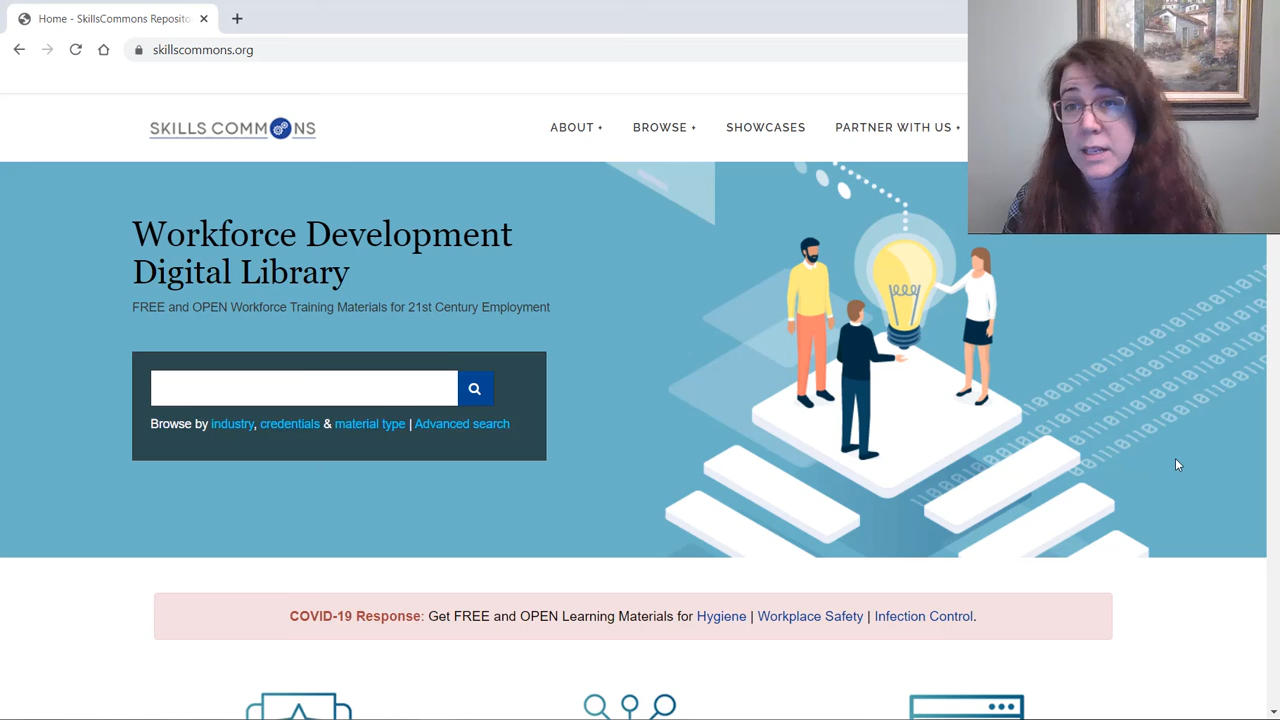 Home - SkillsCommons Reposito
skillscommons.org
SKILLS COMMONS
ABOUT +
BROWSE +
SHOWCASES
PARTNER WITH US +
Workforce Development
Digital Library
FREE and OPEN Workforce Training Materials for 21st Century Employment
Browse by industry, credentials & material type | Advanced search
COVID-19 Response: Get FREE and OPEN Learning Materials for Hygiene | Workplace Safety | Infection Control.